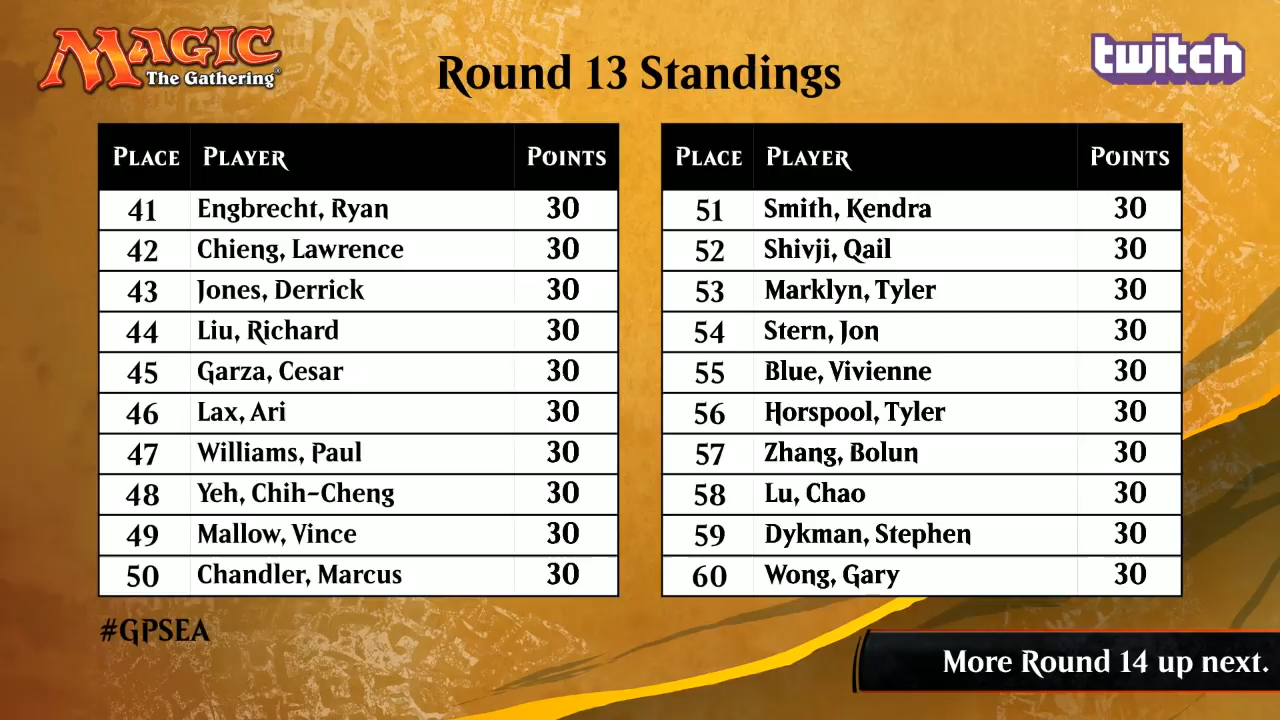 MAGIC
The Gathering®
twitch
Round 13 Standings
PLACE PLAYER POINTS
41 Engbrecht, Ryan 30
42 Chieng, Lawrence 30
43 Jones, Derrick 30
44 Liu, Richard 30
45 Garza, Cesar 30
46 Lax, Ari 30
47 Williams, Paul 30
48 Yeh, Chih-Cheng 30
49 Mallow, Vince 30
50 Chandler, Marcus 30
PLACE PLAYER POINTS
51 Smith, Kendra 30
52 Shivji, Qail 30
53 Marklyn, Tyler 30
54 Stern, Jon 30
55 Blue, Vivienne 30
56 Horspool, Tyler 30
57 Zhang, Bolun 30
58 Lu, Chao 30
59 Dykman, Stephen 30
60 Wong, Gary 30
#GPSEA
More Round 14 up next.